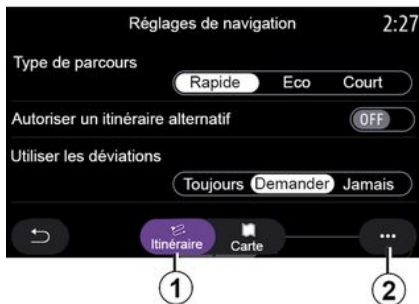 Réglages de navigation 2:27
Type de parcours
Rapide Eco Court
Autoriser un itinéraire alternatif OFF
Utiliser les déviations
Toujours Demander Jamais
Itinéraire Carte ...
1 2